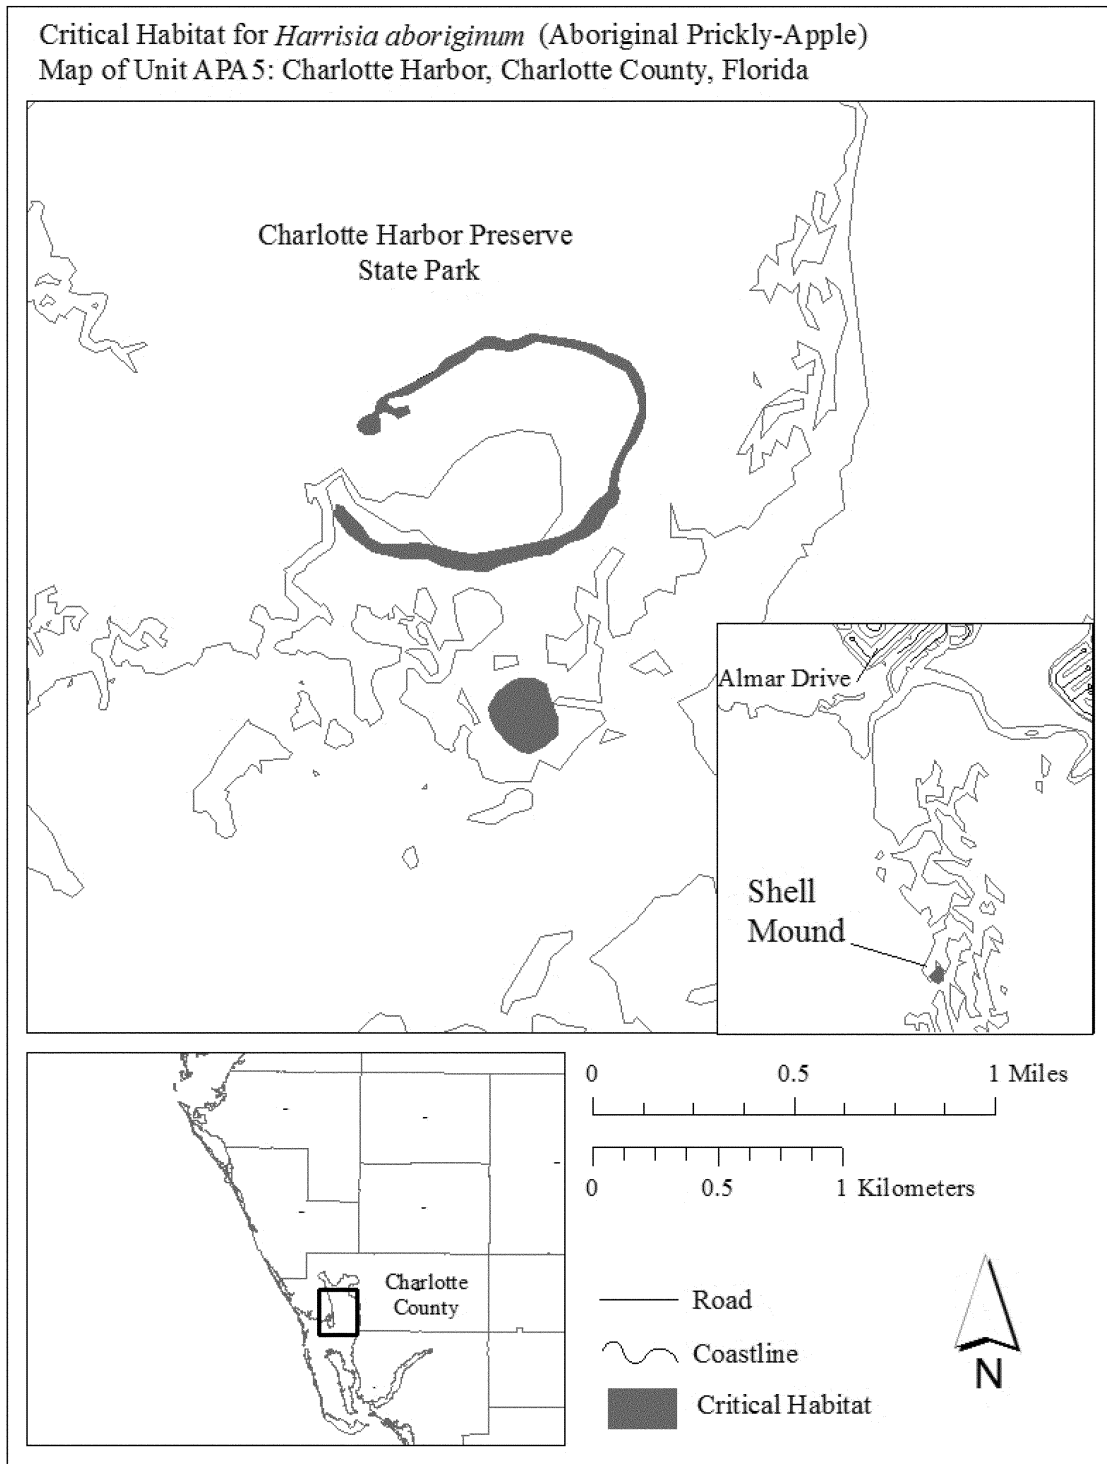 Critical Habitat for Harrisia aboriginum (Aboriginal Prickly-Apple)
Map of Unit APA5: Charlotte Harbor, Charlotte County, Florida
Charlotte Harbor Preserve
State Park
Almar Drive
Shell
Mound
Charlotte
County
0 0.5 1 Miles
0 0.5 1 Kilometers
Road
Coastline
Critical Habitat
N